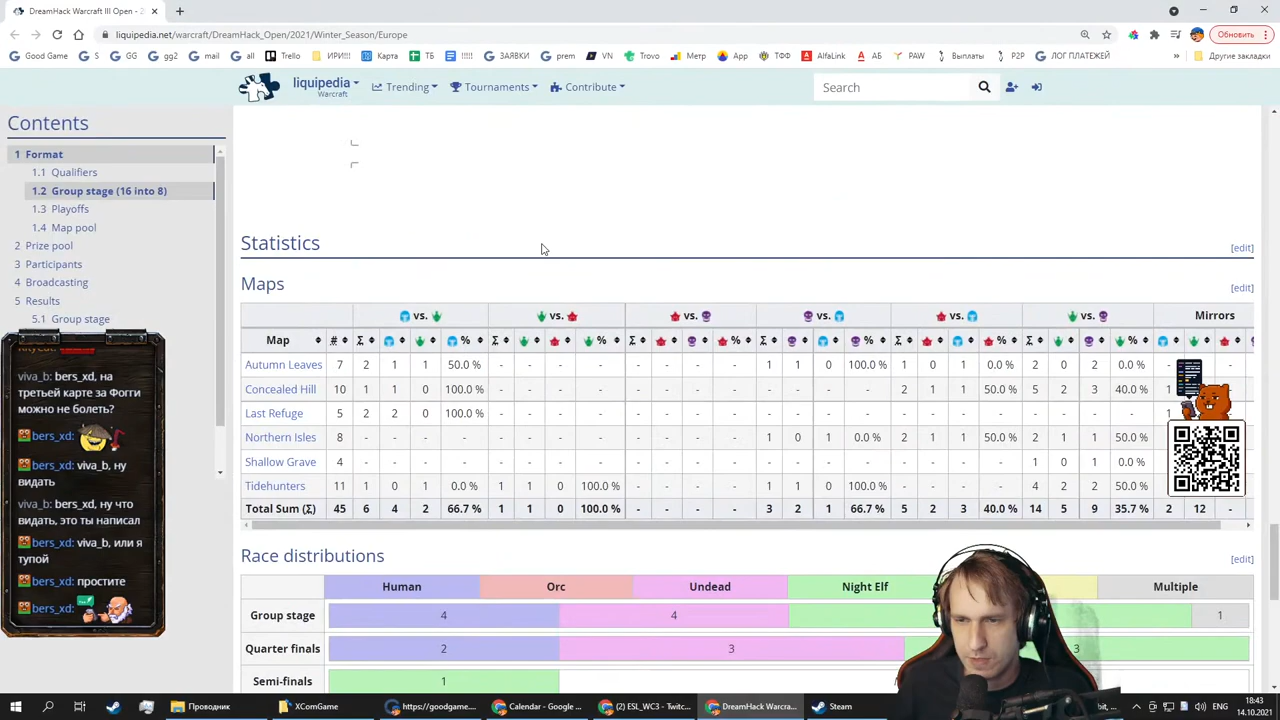 DreamHack Warcraft III Open - 2
liquipedia.net/warcraft/DreamHack_Open/2021/Winter_Season/Europe
Обновить
Good Game
S
GG
gg2
mail
all
Trello
ИРИ!!!
Карта
ТБ
!!!!
ЗАЯВКИ
prem
VN
Trovo
Метр
App
ТФФ
AlfaLink
АБ
PAW
Выплаты
P2P
ЛОГ ПЛАТЕЖЕЙ
»
Другие закладки
liquipedia
Warcraft
Trending
Tournaments
Contribute
Search
Contents
1 Format
1.1 Qualifiers
1.2 Group stage (16 into 8)
1.3 Playoffs
1.4 Map pool
2 Prize pool
3 Participants
4 Broadcasting
5 Results
5.1 Group stage
viva_b: bers_xd, на
третьей карте за Фогги
можно не болеть?
bers_xd:
bers_xd: viva_b, ну
видать
viva_b: bers_xd, ну что
видать, это ты написал
bers_xd: viva_b, или я
тупой
bers_xd: простите
bers_xd:
Statistics [edit]
Maps [edit]
vs. vs. vs. vs. vs. vs. Mirrors
Map # Σ % Σ % Σ % Σ % Σ % Σ %
Autumn Leaves 7 2 1 1 50.0 % - - - - - - - - 1 1 0 100.0 % 1 0 1 0.0 % 2 0 2 0.0 % - -
Concealed Hill 10 1 1 0 100.0 % - - - - - - - - - - - - 2 1 1 50.0 % 5 2 3 40.0 % 1
Last Refuge 5 2 2 0 100.0 % - - - - - - - - - - - - - - - - - - - - 1
Northern Isles 8 - - - - - - - - - - - - 1 0 1 0.0 % 2 1 1 50.0 % 2 1 1 50.0 %
Shallow Grave 4 - - - - - - - - - - - - - - - - - - - - 1 0 1 0.0 %
Tidehunters 11 1 0 1 0.0 % 1 1 0 100.0 % - - - - 1 1 0 100.0 % - - - - 4 2 2 50.0 %
Total Sum (Σ) 45 6 4 2 66.7 % 1 1 0 100.0 % - - - - 3 2 1 66.7 % 5 2 3 40.0 % 14 5 9 35.7 % 2 12 -
Race distributions [edit]
Human Orc Undead Night Elf Multiple
Group stage 4 4 1
Quarter finals 2 3 3
Semi-finals 1
Проводник
XComGame
https://goodgame...
Calendar - Google ...
(2) ESL_WC3 - Twitc...
DreamHack Warcra...
Steam
ENG
18:43
14.10.2021